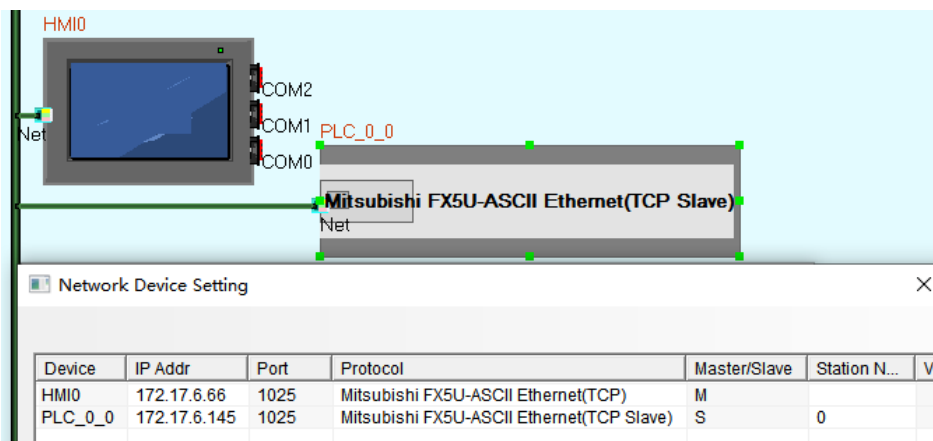 HMI0
COM2
Net
COM1
PLC_0_0
COM0
Mitsubishi FX5U-ASCII Ethernet(TCP Slave)
Net
Network Device Setting
Device IP Addr Port Protocol Master/Slave Station N... V
HMI0 172.17.6.66 1025 Mitsubishi FX5U-ASCII Ethernet(TCP) M
PLC_0_0 172.17.6.145 1025 Mitsubishi FX5U-ASCII Ethernet(TCP Slave) S 0